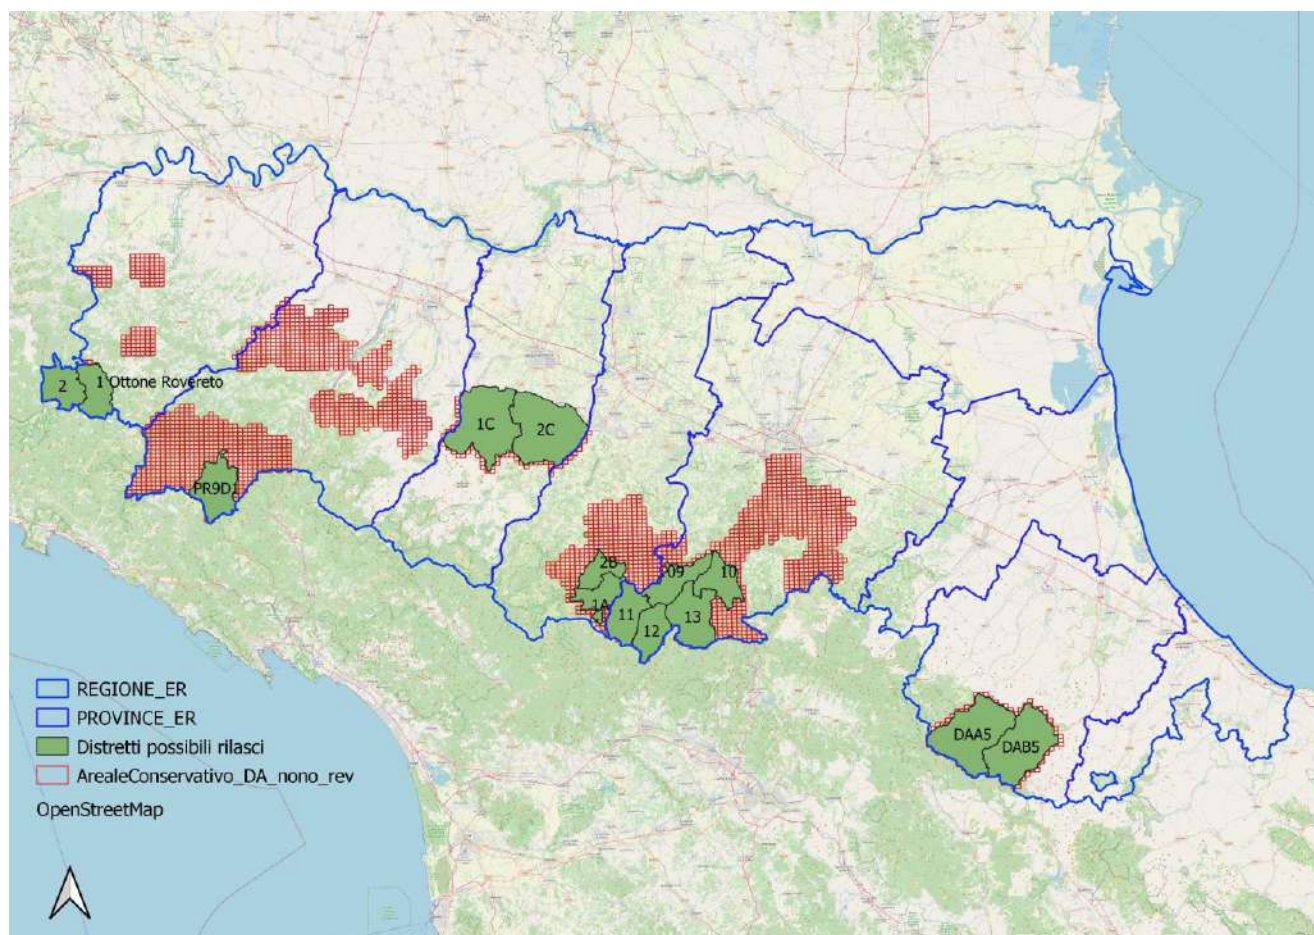 2
1 Ottone Rovereto
1C
2C
PR9D1
2B
09
10
1A
11
12
13
DAA5
DAB5
REGIONE_ER
PROVINCE_ER
Distretti possibili rilasci
ArealeConservativo_DA_nono_rev
OpenStreetMap